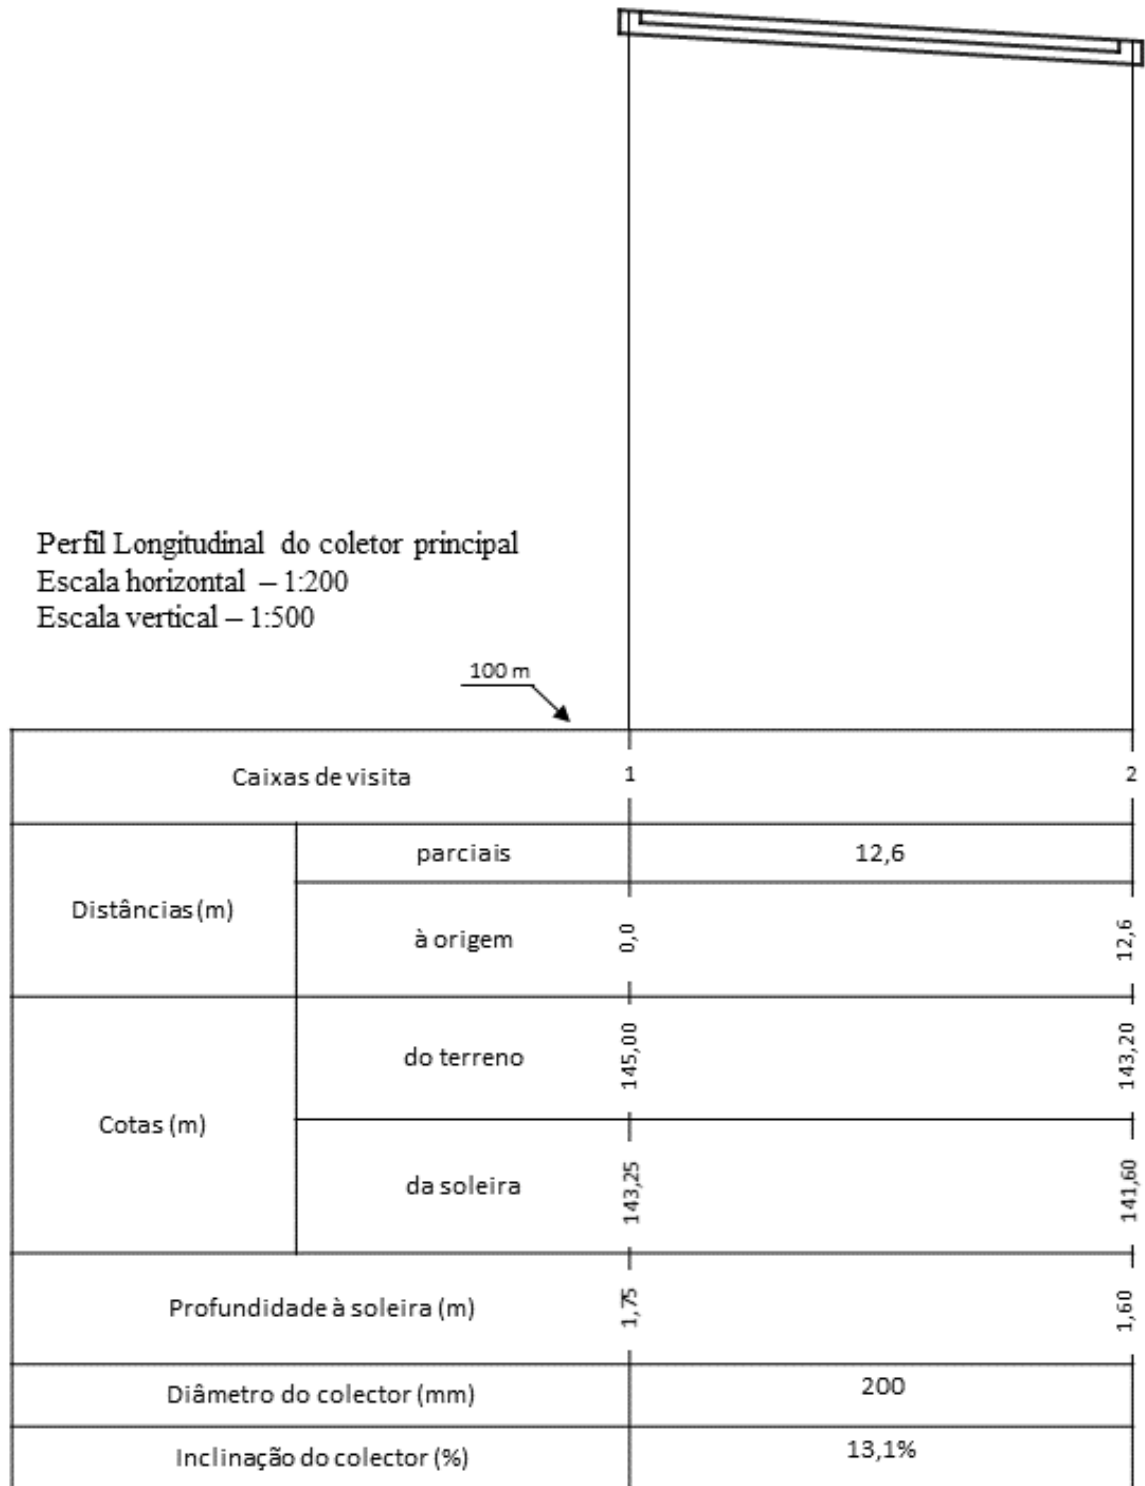 Perfil Longitudinal do coletor principal
Escala horizontal – 1:200
Escala vertical – 1:500
100 m
Caixas de visita 1 2
Distâncias (m)
parciais 12,6
à origem 0,0 12,6
Cotas (m)
do terreno 145,00 143,20
da soleira 143,25 141,60
Profundidade à soleira (m) 1,75 1,60
Diâmetro do colector (mm) 200
Inclinação do colector (%) 13,1%